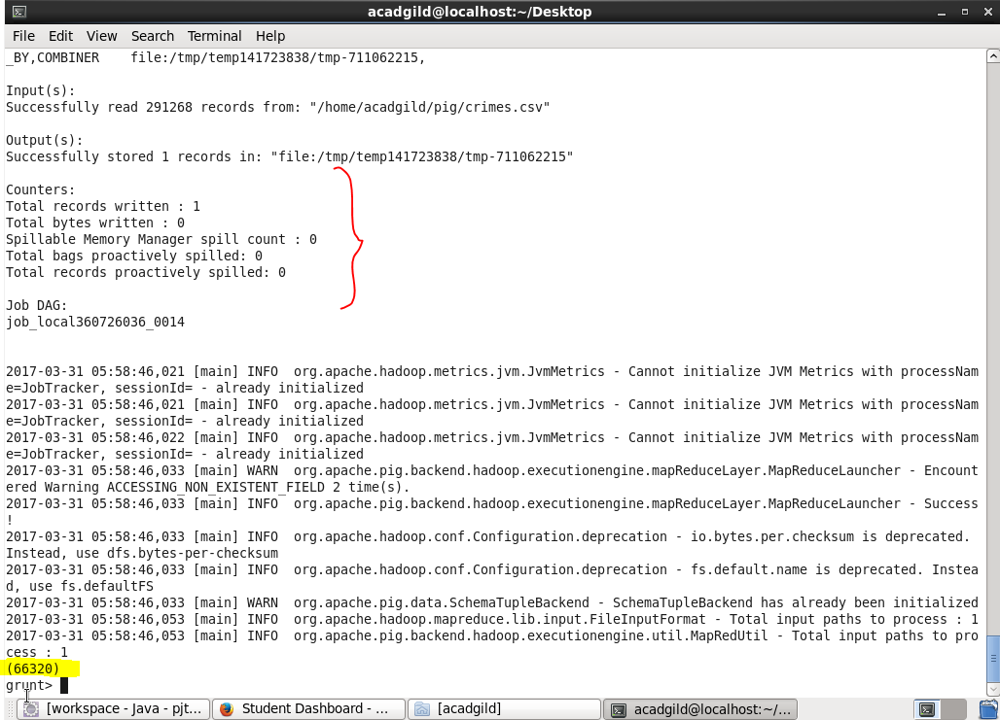 acadgild@localhost:~/Desktop
File Edit View Search Terminal Help
_BY,COMBINER    file:/tmp/temp141723838/tmp-711062215,
Input(s):
Successfully read 291268 records from: "/home/acadgild/pig/crimes.csv"
Output(s):
Successfully stored 1 records in: "file:/tmp/temp141723838/tmp-711062215"
Counters:
Total records written : 1
Total bytes written : 0
Spillable Memory Manager spill count : 0
Total bags proactively spilled: 0
Total records proactively spilled: 0
Job DAG:
job_local360726036_0014
2017-03-31 05:58:46,021 [main] INFO  org.apache.hadoop.metrics.jvm.JvmMetrics - Cannot initialize JVM Metrics with processNam
e=JobTracker, sessionId= - already initialized
2017-03-31 05:58:46,021 [main] INFO  org.apache.hadoop.metrics.jvm.JvmMetrics - Cannot initialize JVM Metrics with processNam
e=JobTracker, sessionId= - already initialized
2017-03-31 05:58:46,022 [main] INFO  org.apache.hadoop.metrics.jvm.JvmMetrics - Cannot initialize JVM Metrics with processNam
e=JobTracker, sessionId= - already initialized
2017-03-31 05:58:46,033 [main] WARN  org.apache.pig.backend.hadoop.executionengine.mapReduceLayer.MapReduceLauncher - Encount
ered Warning ACCESSING_NON_EXISTENT_FIELD 2 time(s).
2017-03-31 05:58:46,033 [main] INFO  org.apache.pig.backend.hadoop.executionengine.mapReduceLayer.MapReduceLauncher - Success
!
2017-03-31 05:58:46,033 [main] INFO  org.apache.hadoop.conf.Configuration.deprecation - io.bytes.per.checksum is deprecated.
Instead, use dfs.bytes-per-checksum
2017-03-31 05:58:46,033 [main] INFO  org.apache.hadoop.conf.Configuration.deprecation - fs.default.name is deprecated. Instea
d, use fs.defaultFS
2017-03-31 05:58:46,033 [main] WARN  org.apache.pig.data.SchemaTupleBackend - SchemaTupleBackend has already been initialized
2017-03-31 05:58:46,053 [main] INFO  org.apache.hadoop.mapreduce.lib.input.FileInputFormat - Total input paths to process : 1
2017-03-31 05:58:46,053 [main] INFO  org.apache.pig.backend.hadoop.executionengine.util.MapRedUtil - Total input paths to pro
cess : 1
(66320)
grunt>
[workspace - Java - pjt... Student Dashboard - ... [acadgild] acadgild@localhost:~/...